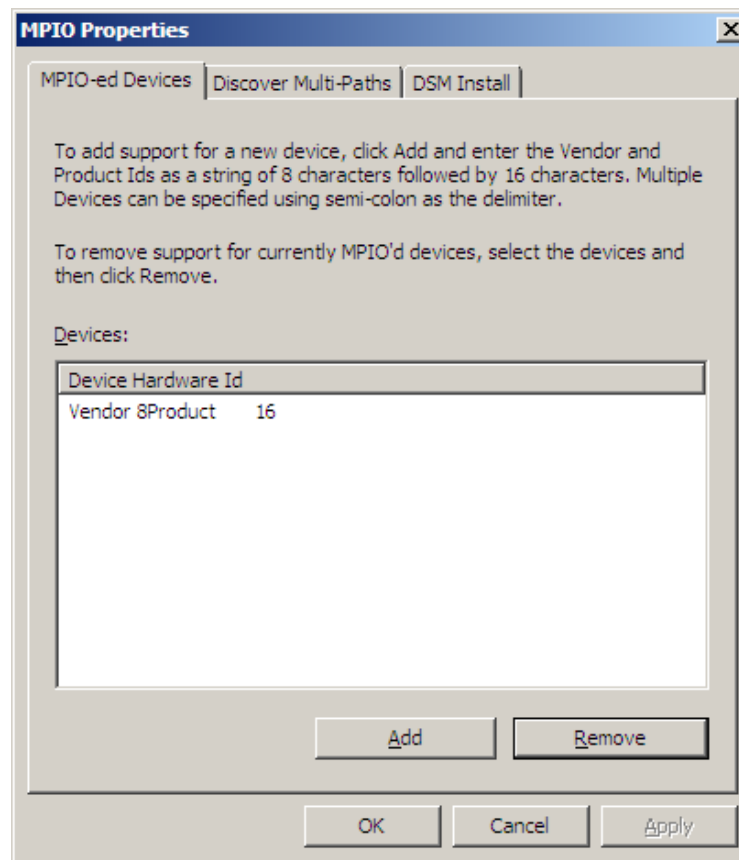 MPIO Properties
MPIO-ed Devices Discover Multi-Paths DSM Install
To add support for a new device, click Add and enter the Vendor and
Product Ids as a string of 8 characters followed by 16 characters. Multiple
Devices can be specified using semi-colon as the delimiter.
To remove support for currently MPIO'd devices, select the devices and
then click Remove.
Devices:
Device Hardware Id
Vendor 8Product 16
Add Remove
OK Cancel Apply